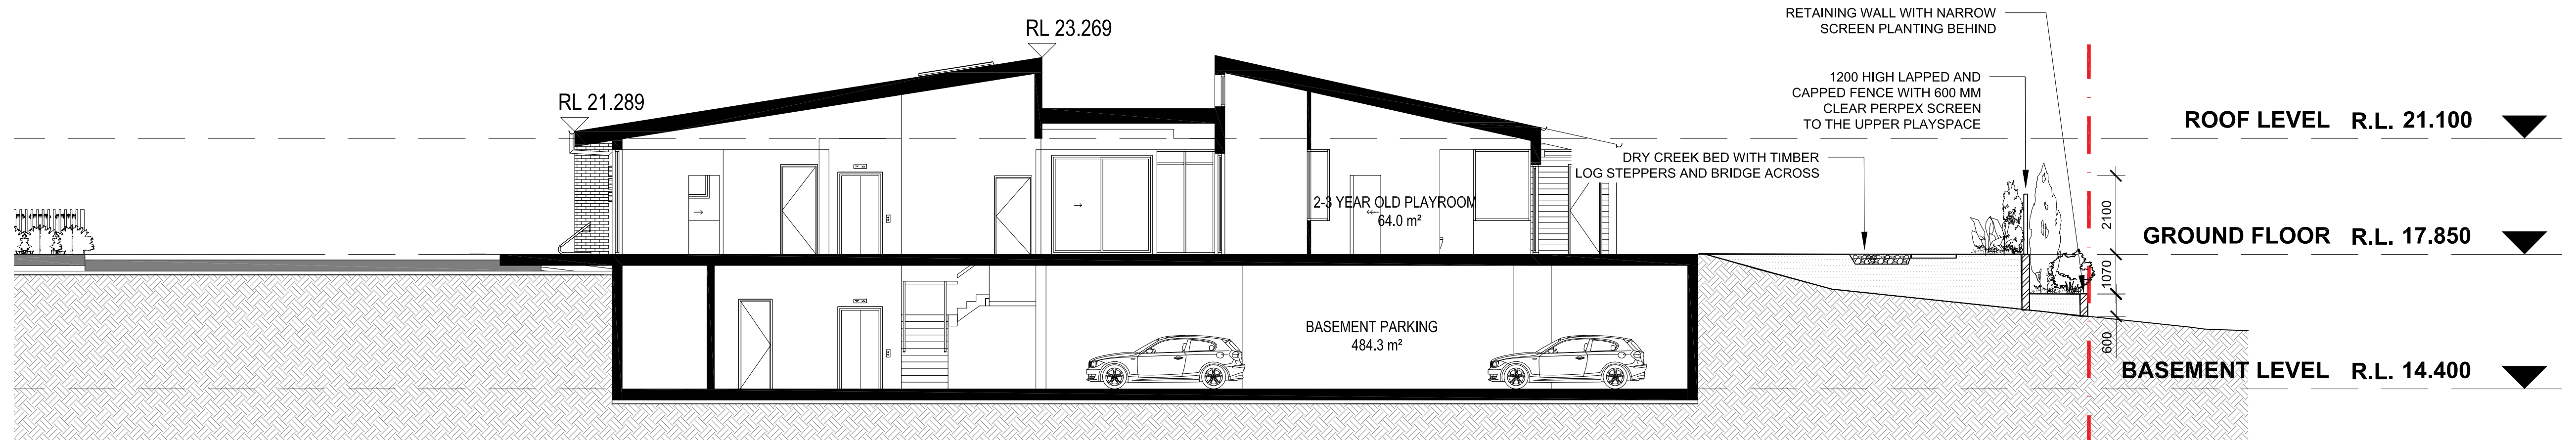 RL 23.269
RL 21.289
RETAINING WALL WITH NARROW
SCREEN PLANTING BEHIND
1200 HIGH LAPPED AND
CAPPED FENCE WITH 600 MM
CLEAR PERPEX SCREEN
TO THE UPPER PLAYSPACE
ROOF LEVEL R.L. 21.100
DRY CREEK BED WITH TIMBER
LOG STEPPERS AND BRIDGE ACROSS
2-3 YEAR OLD PLAYROOM
64.0 m²
2100
GROUND FLOOR R.L. 17.850
1070
BASEMENT PARKING
484.3 m²
600
BASEMENT LEVEL R.L. 14.400